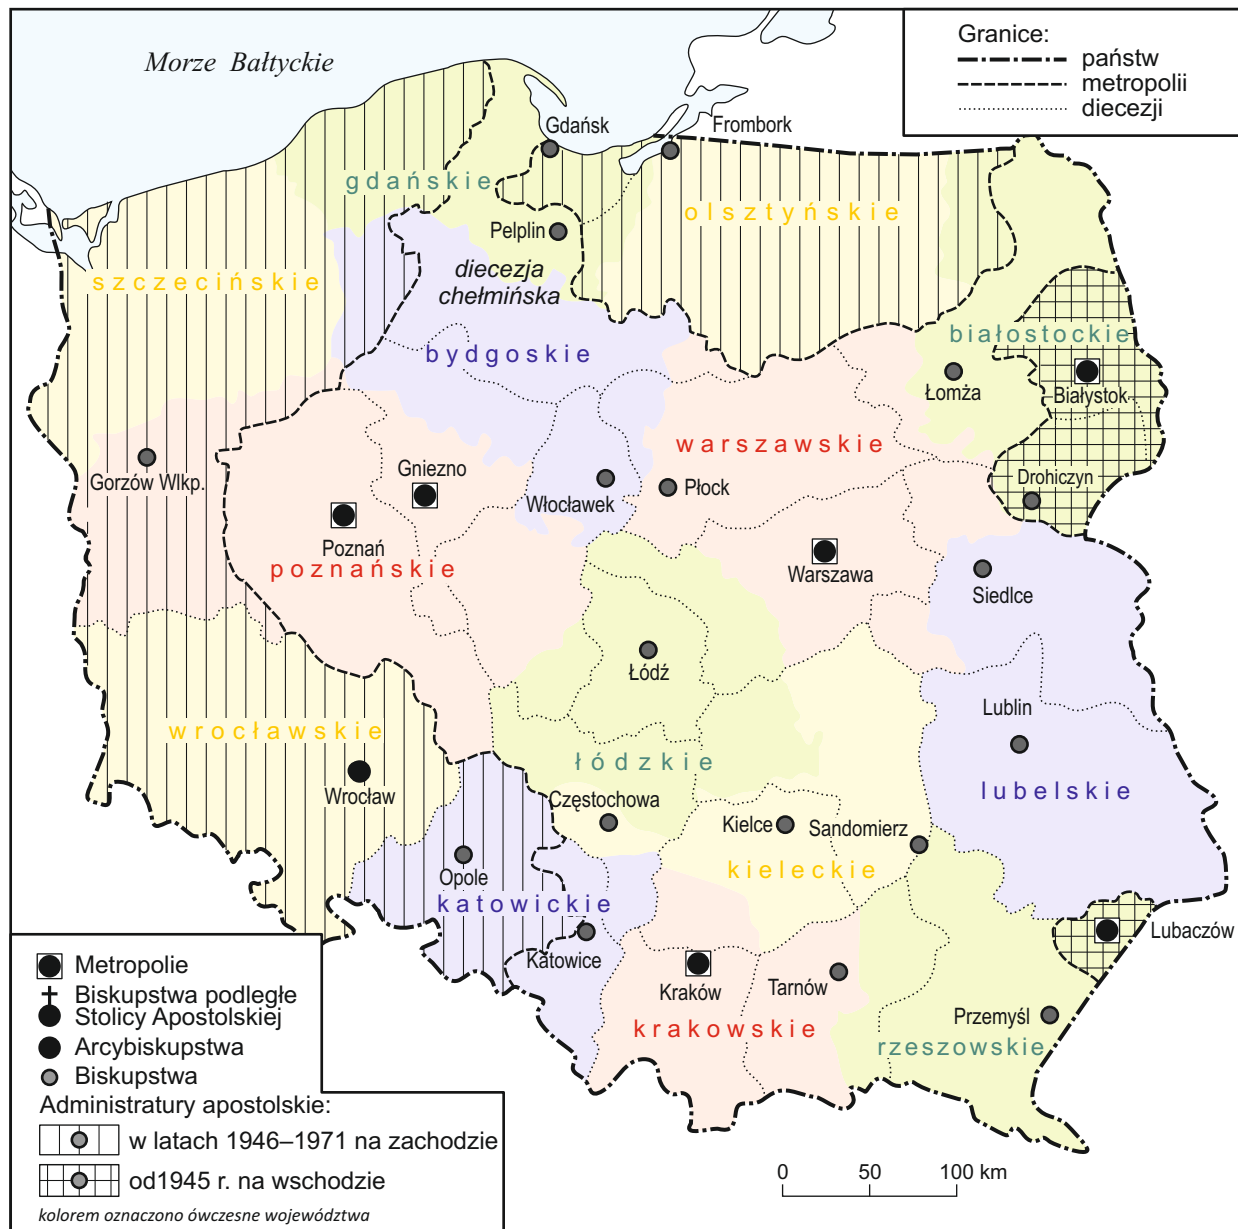 Morze Bałtyckie
Granice:
państw
metropolii
diecezji
Gdańsk
Frombork
gdańskie
olsztyńskie
Pelplin
diecezja
chełmińska
szczecińskie
bydgoskie
białostockie
Łomża
Białystok
warszawskie
Gorzów Wlkp.
Gniezno
Włocławek
Płock
Drohiczyn
Poznań
poznańskie
Warszawa
Siedlce
Łódź
Lublin
wrocławskie
Wrocław
łódzkie
lubelskie
Częstochowa
Kielce
Sandomierz
Opole
kieleckie
katowickie
Katowice
Lubaczów
Kraków
Tarnów
Przemyśl
krakowskie
rzeszowskie
Metropolie
Biskupstwa podległe
Stolicy Apostolskiej
Arcybiskupstwa
Biskupstwa
Administratury apostolskie:
w latach 1946–1971 na zachodzie
od1945 r. na wschodzie
kolorem oznaczono ówczesne województwa
0 50 100 km